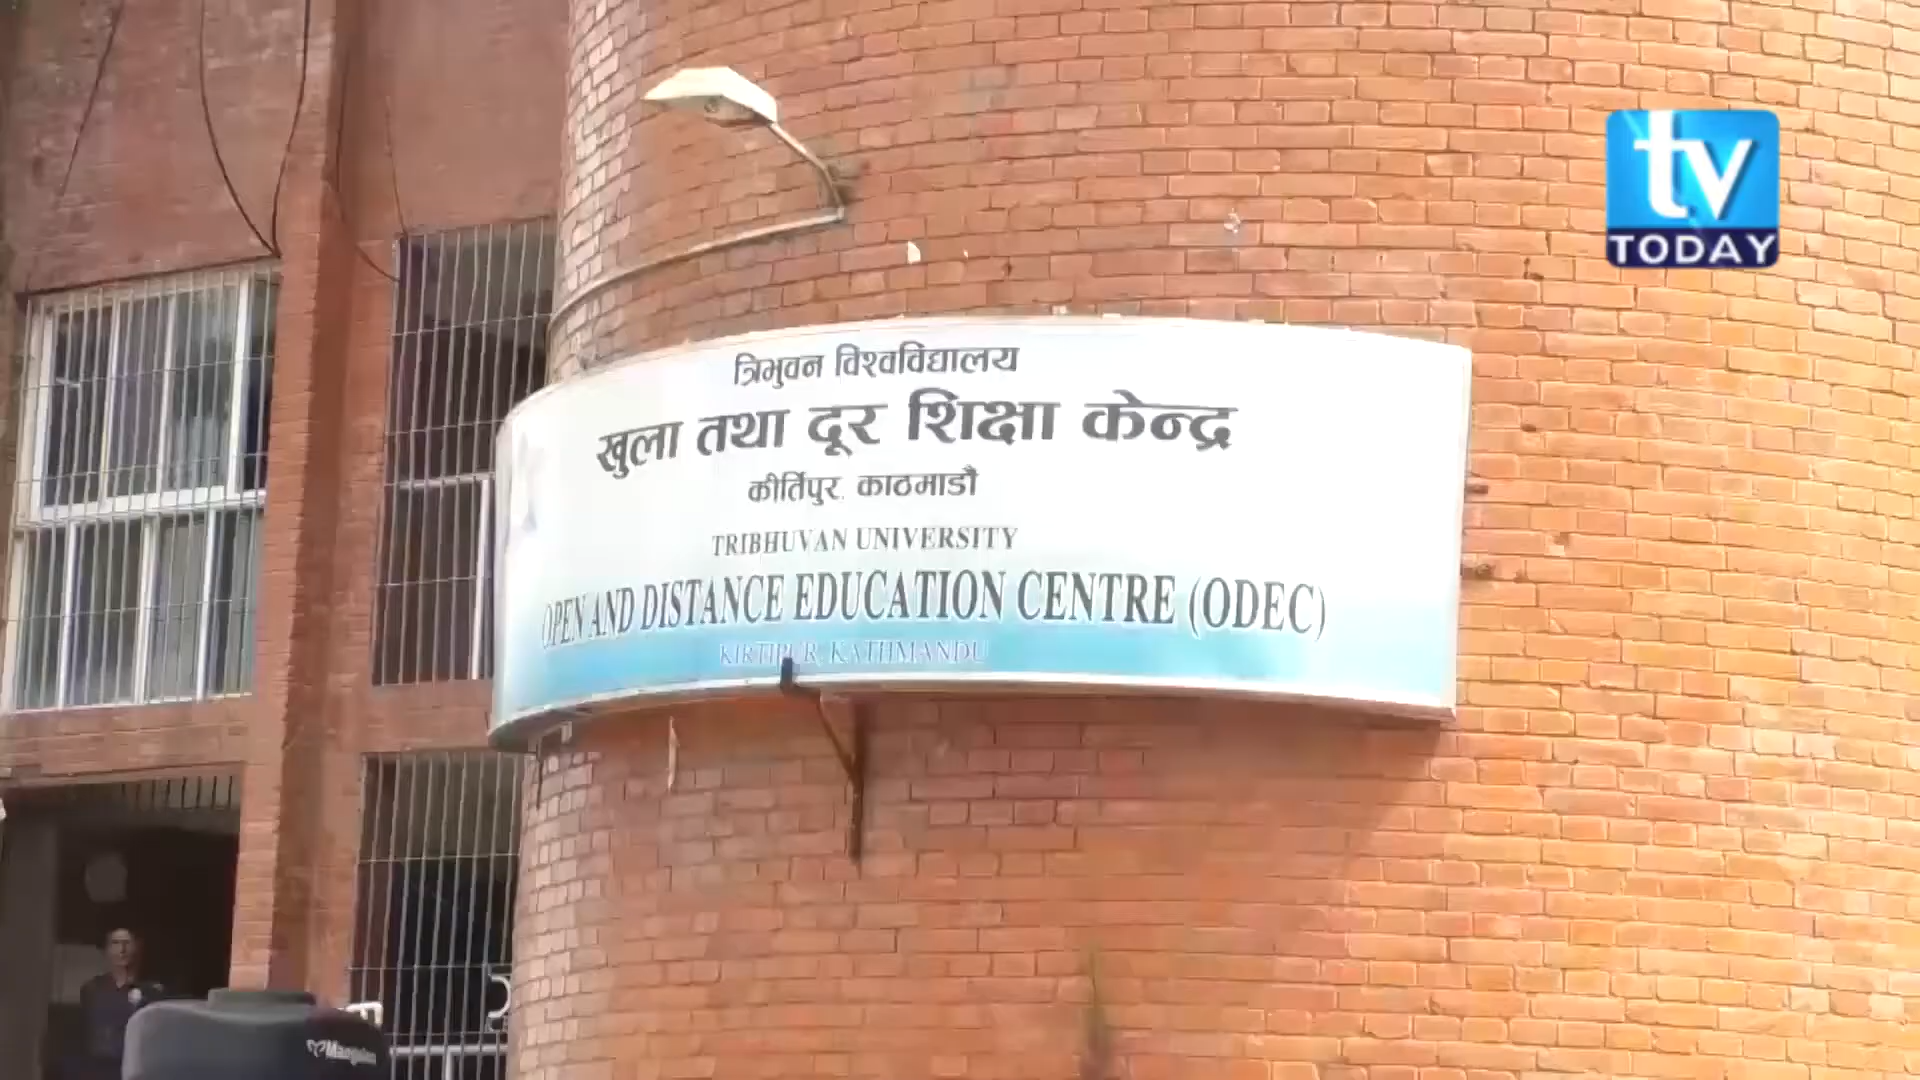 tv
TODAY
त्रिभुवन विश्वविद्यालय
खुला तथा दूर शिक्षा केन्द्र
कीर्तिपुर, काठमाडौं
TRIBHUVAN UNIVERSITY
OPEN AND DISTANCE EDUCATION CENTRE (ODEC)
KIRTIPUR, KATHMANDU